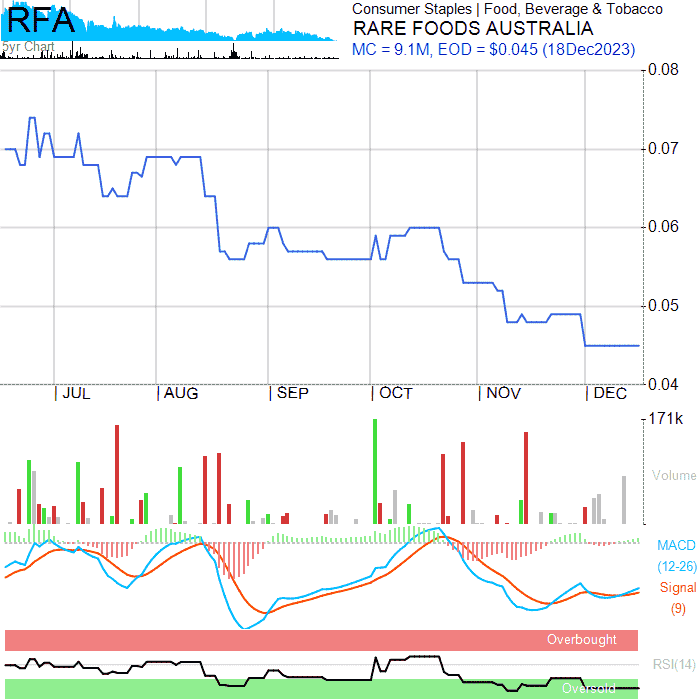 RFA
5yr Chart
Consumer Staples | Food, Beverage & Tobacco
RARE FOODS AUSTRALIA
MC = 9.1M, EOD = $0.045 (18Dec2023)
0.08
0.07
0.06
0.05
0.04
| JUL | AUG | SEP | OCT | NOV | DEC
171k
Volume
MACD
(12-26)
Signal
(9)
Overbought
RSI(14)
Oversold